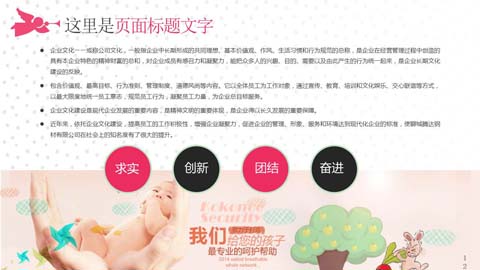 这里是页面标题文字
● 企业文化一一或称公司文化，一般指企业中长期形成的共同理想、基本价值观、作风、生活习惯和行为规范的总称，是企业在经营管理过程中创造的
具有本企业特色的精神财富的总和，对企业成员有感召力和凝聚力，能把众多人的兴趣、目的、需要以及由此产生的行为统一起来，是企业长期文化
建设的反映。
● 包含价值观、最高目标、行为准则、管理制度、道德风尚等内容。它以全体员工为工作对象，通过宣传、教育、培训和文化娱乐、交心联谊等方式，
以最大限度地统一员工意志，规范员工行为，凝聚员工力量，为企业总目标服务。
● 企业文化建设是现代企业发展的重要内容，是精神文明的重要体现，是企业得以长久发展的重要保障。
● 近年来，依托企业文化建设，提高员工的工作积极性，增强企业凝聚力，促进企业的管理、形象、服务和环境达到现代化企业的标准，使聊城腾达钢
材有限公司在社会上的知名度有了很大的提升。
求实 创新 团结 奋进
Security
我们
给您的孩子
最专业的呵护帮助